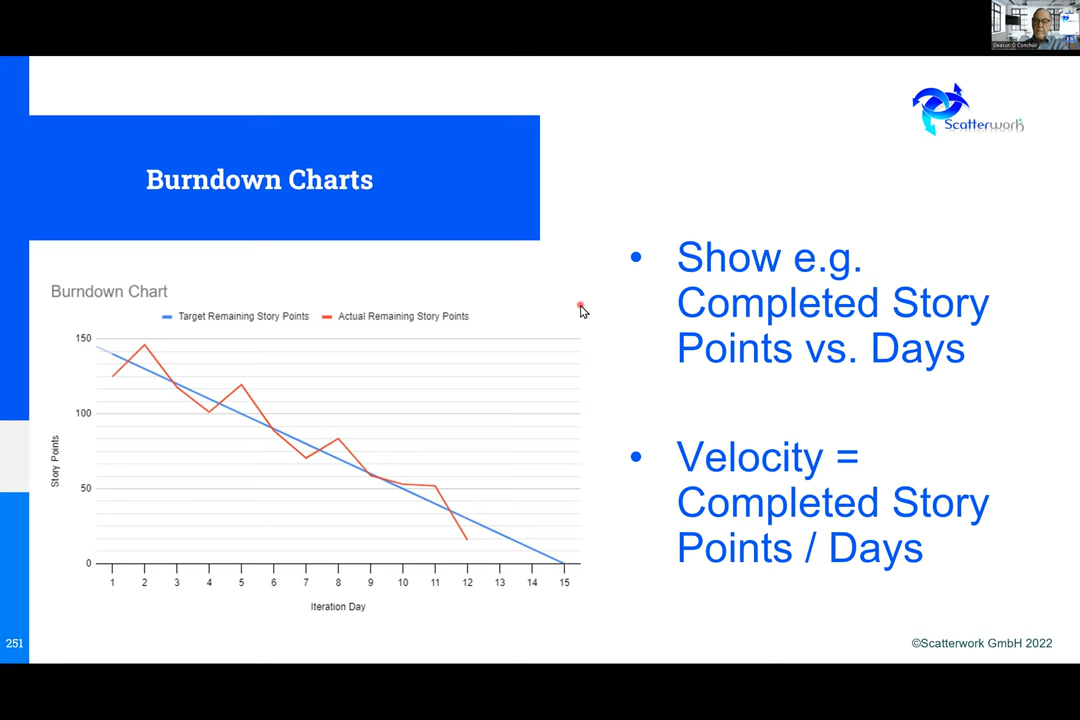 Deasún Ó Conchúir
Scatterwork
Burndown Charts
Burndown Chart
Target Remaining Story Points
Actual Remaining Story Points
150
100
50
0
Story Points
1 2 3 4 5 6 7 8 9 10 11 12 13 14 15
Iteration Day
• Show e.g.
Completed Story
Points vs. Days
• Velocity =
Completed Story
Points / Days
251
©Scatterwork GmbH 2022